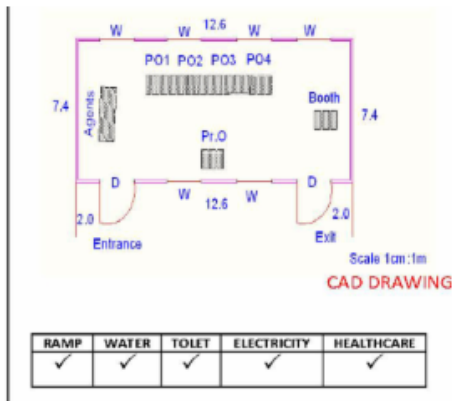 W 12.6 W W W
PO1 PO2 PO3 PO4
7.4 Agents Booth 7.4
Pr.O
D W 12.6 W D
2.0 2.0
Entrance Exit
Scale 1cm:1m
CAD DRAWING
RAMP WATER TOLET ELECTRICITY HEALTHCARE
✓ ✓ ✓ ✓ ✓